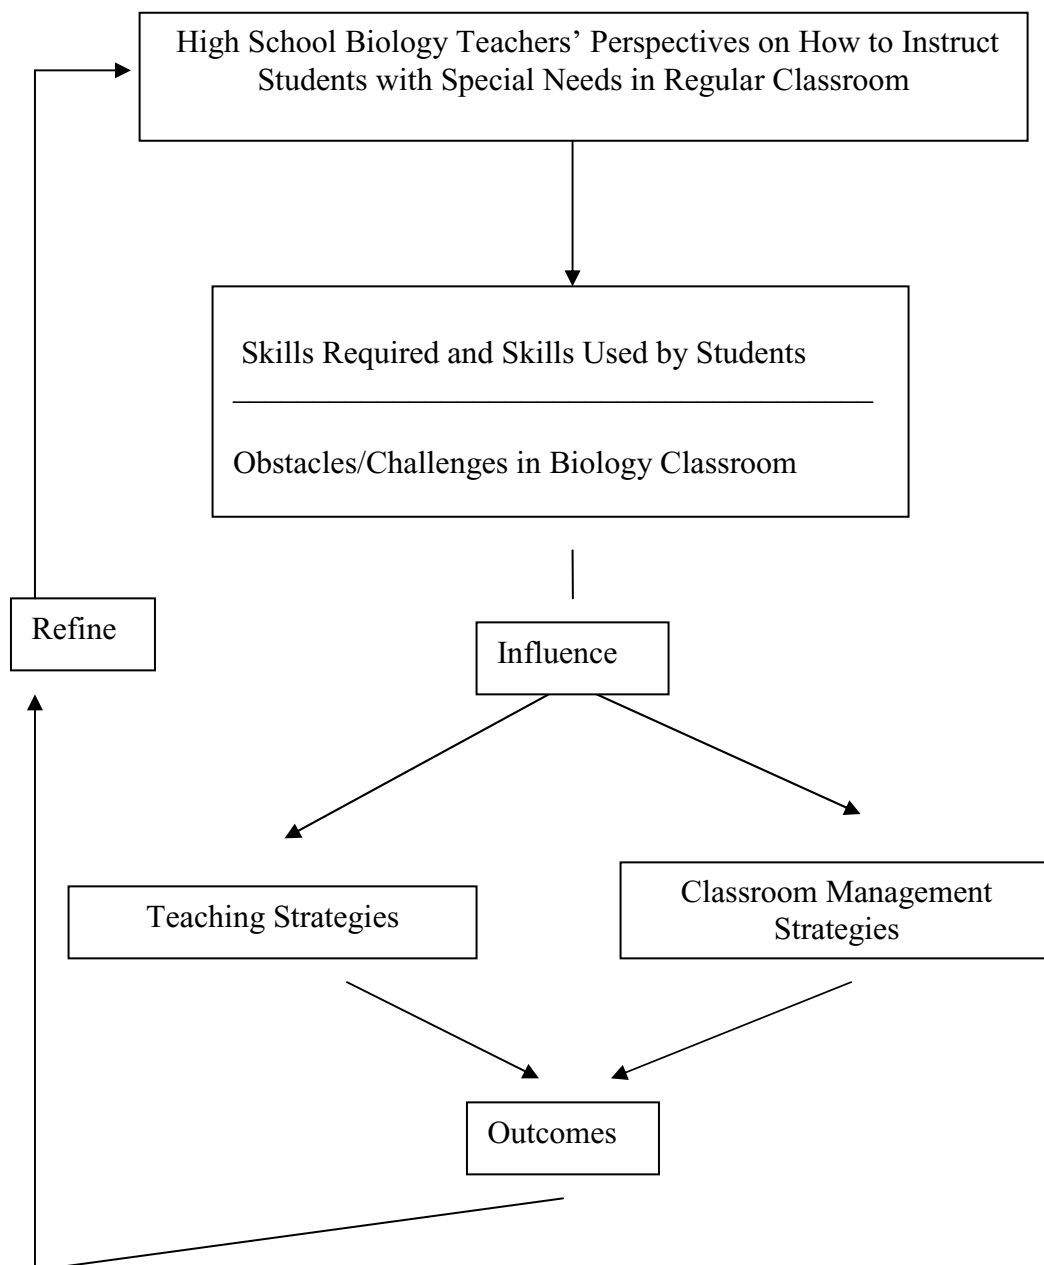 High School Biology Teachers’ Perspectives on How to Instruct
Students with Special Needs in Regular Classroom
Skills Required and Skills Used by Students
Obstacles/Challenges in Biology Classroom
Refine
Influence
Teaching Strategies
Classroom Management
Strategies
Outcomes